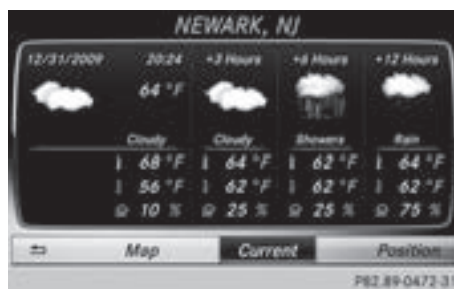 NEWARK, NJ
12/31/2009 20:24 +3 Hours +6 Hours +12 Hours
64 °F
Cloudy Cloudy Showers Rain
68 °F 64 °F 62 °F 64 °F
56 °F 62 °F 62 °F 62 °F
10 % 25 % 25 % 75 %
Map Current Position
P82.89-0472-31